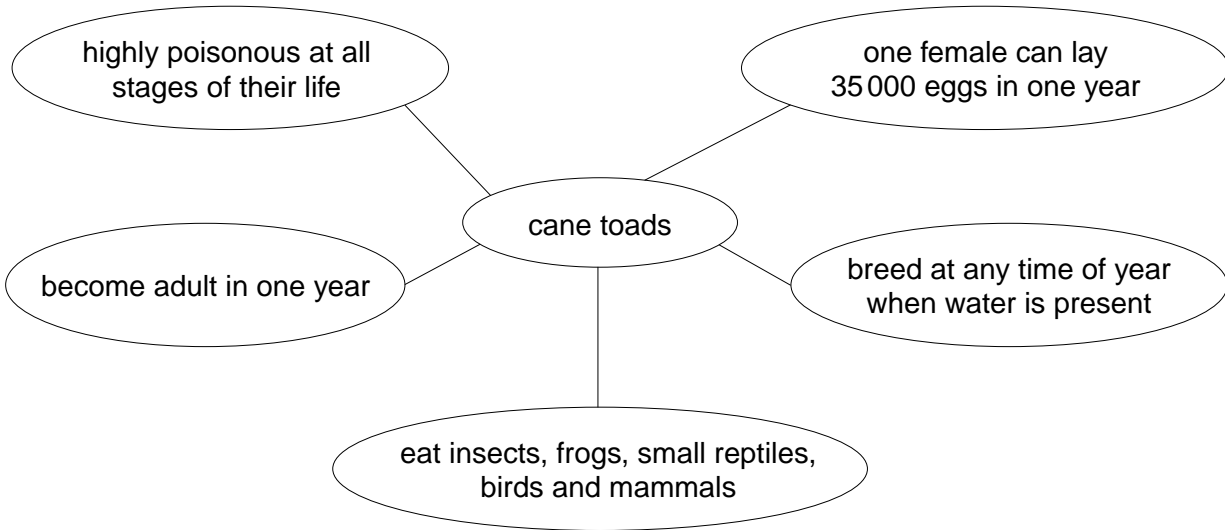 highly poisonous at all
stages of their life
one female can lay
35 000 eggs in one year
cane toads
become adult in one year
breed at any time of year
when water is present
eat insects, frogs, small reptiles,
birds and mammals